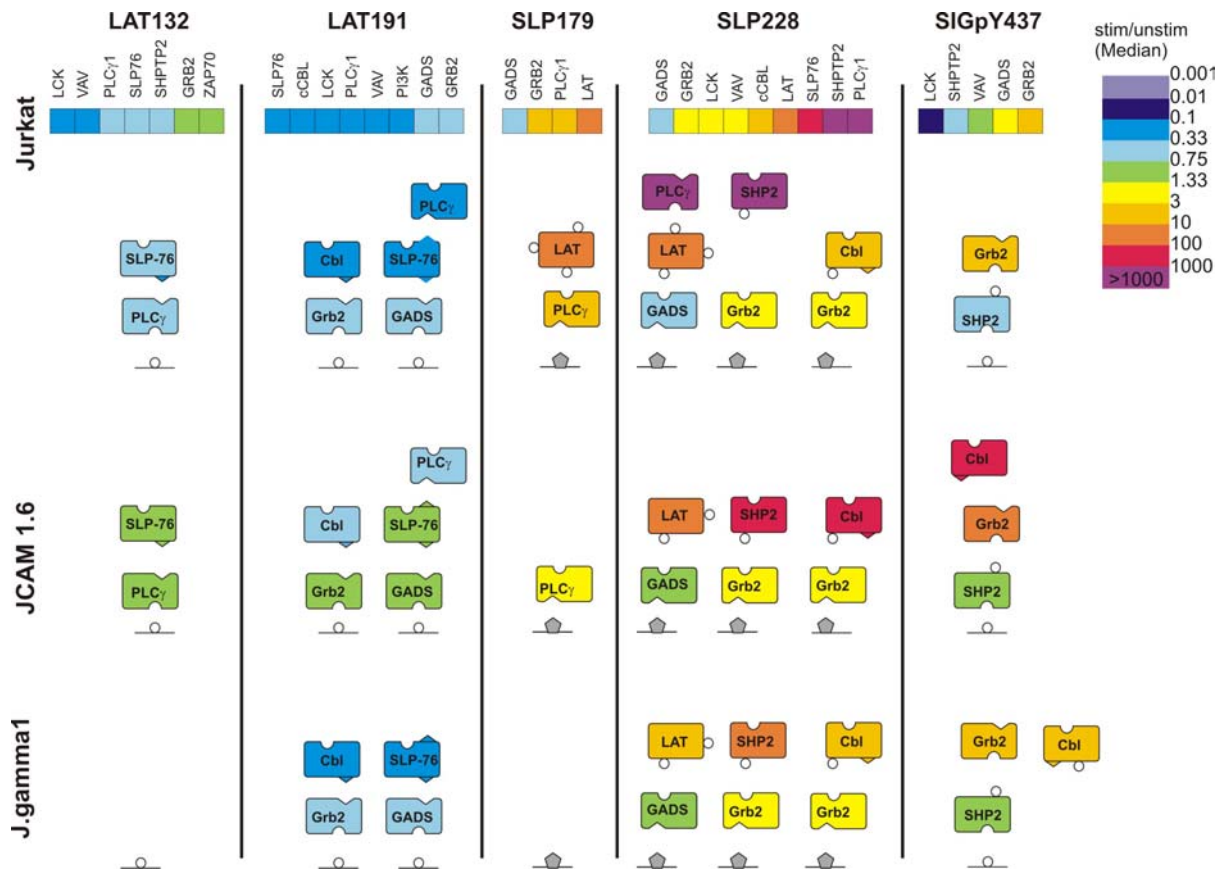 LAT132 LAT191 SLP179 SLP228 SIGpY437
stim/unstim
(Median)
LCK VAV PLCγ1 SLP76 SHPTP2 GRB2 ZAP70
SLP76 cCBL LCK PLCγ1 VAV PI3K GADS GRB2
GADS GRB2 PLCγ1 LAT
GADS GRB2 LCK VAV cCBL LAT SLP76 SHPTP2 PLCγ1
LCK SHPTP2 VAV GADS GRB2
0.001
0.01
0.1
0.33
0.75
1.33
3
10
100
1000
>1000
Jurkat
PLCγ PLCγ SHP2
SLP-76 Cbl SLP-76 LAT LAT Cbl Grb2
PLCγ Grb2 GADS PLCγ GADS Grb2 Grb2 SHP2
JCAM 1.6
PLCγ Cbl
SLP-76 Cbl SLP-76 LAT SHP2 Cbl Grb2
PLCγ Grb2 GADS PLCγ GADS Grb2 Grb2 SHP2
J.gamma1
Cbl SLP-76 LAT SHP2 Cbl Grb2 Cbl
Grb2 GADS GADS Grb2 Grb2 SHP2